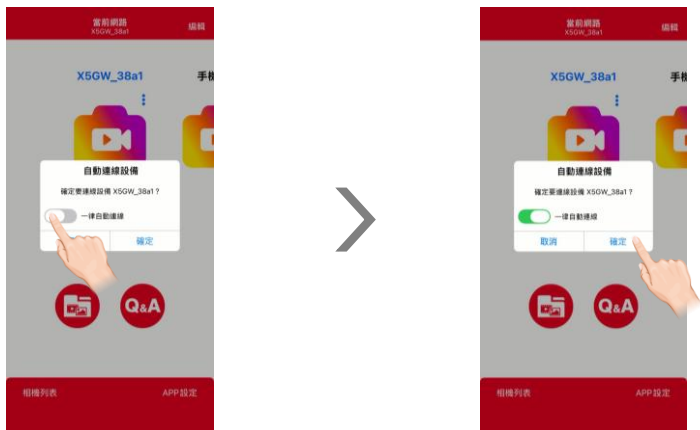 當前網路
X5GW_38a1
編輯
X5GW_38a1
手機
自動連線設備
確定要連線設備 X5GW_38a1？
一律自動連線
確定
Q&A
相機列表
APP設定
當前網路
X5GW_38a1
編輯
X5GW_38a1
手機
自動連線設備
確定要連線設備 X5GW_38a1？
一律自動連線
取消
確定
Q&A
相機列表
APP設定